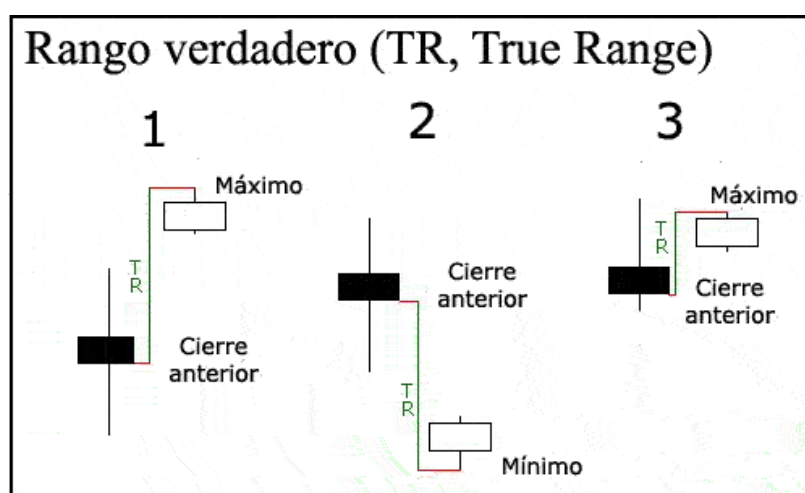 Rango verdadero (TR, True Range)
1
2
3
Máximo
TR
Cierre
anterior
Cierre
anterior
TR
Mínimo
Máximo
TR
Cierre
anterior